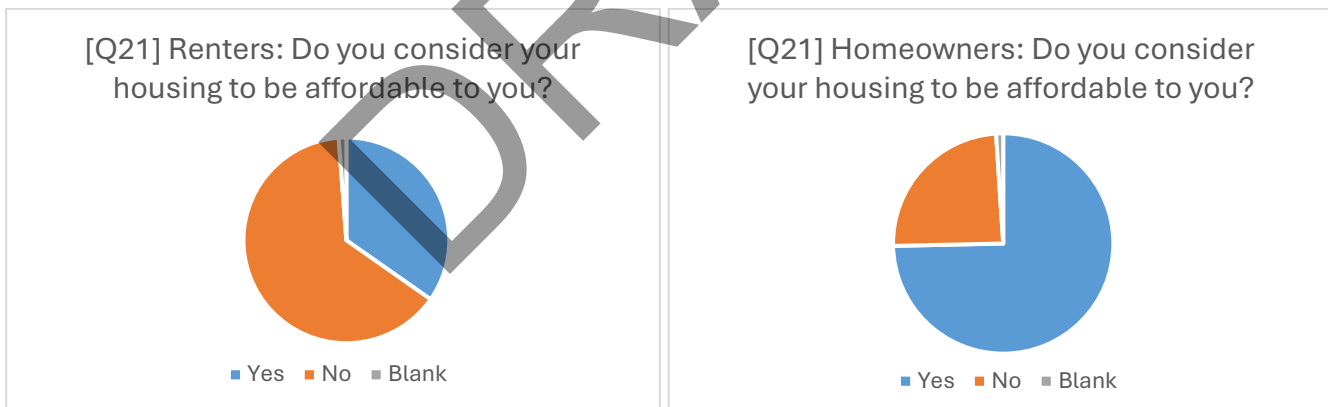 [Q21] Renters: Do you consider your
housing to be affordable to you?
Yes No Blank
[Q21] Homeowners: Do you consider
your housing to be affordable to you?
Yes No Blank